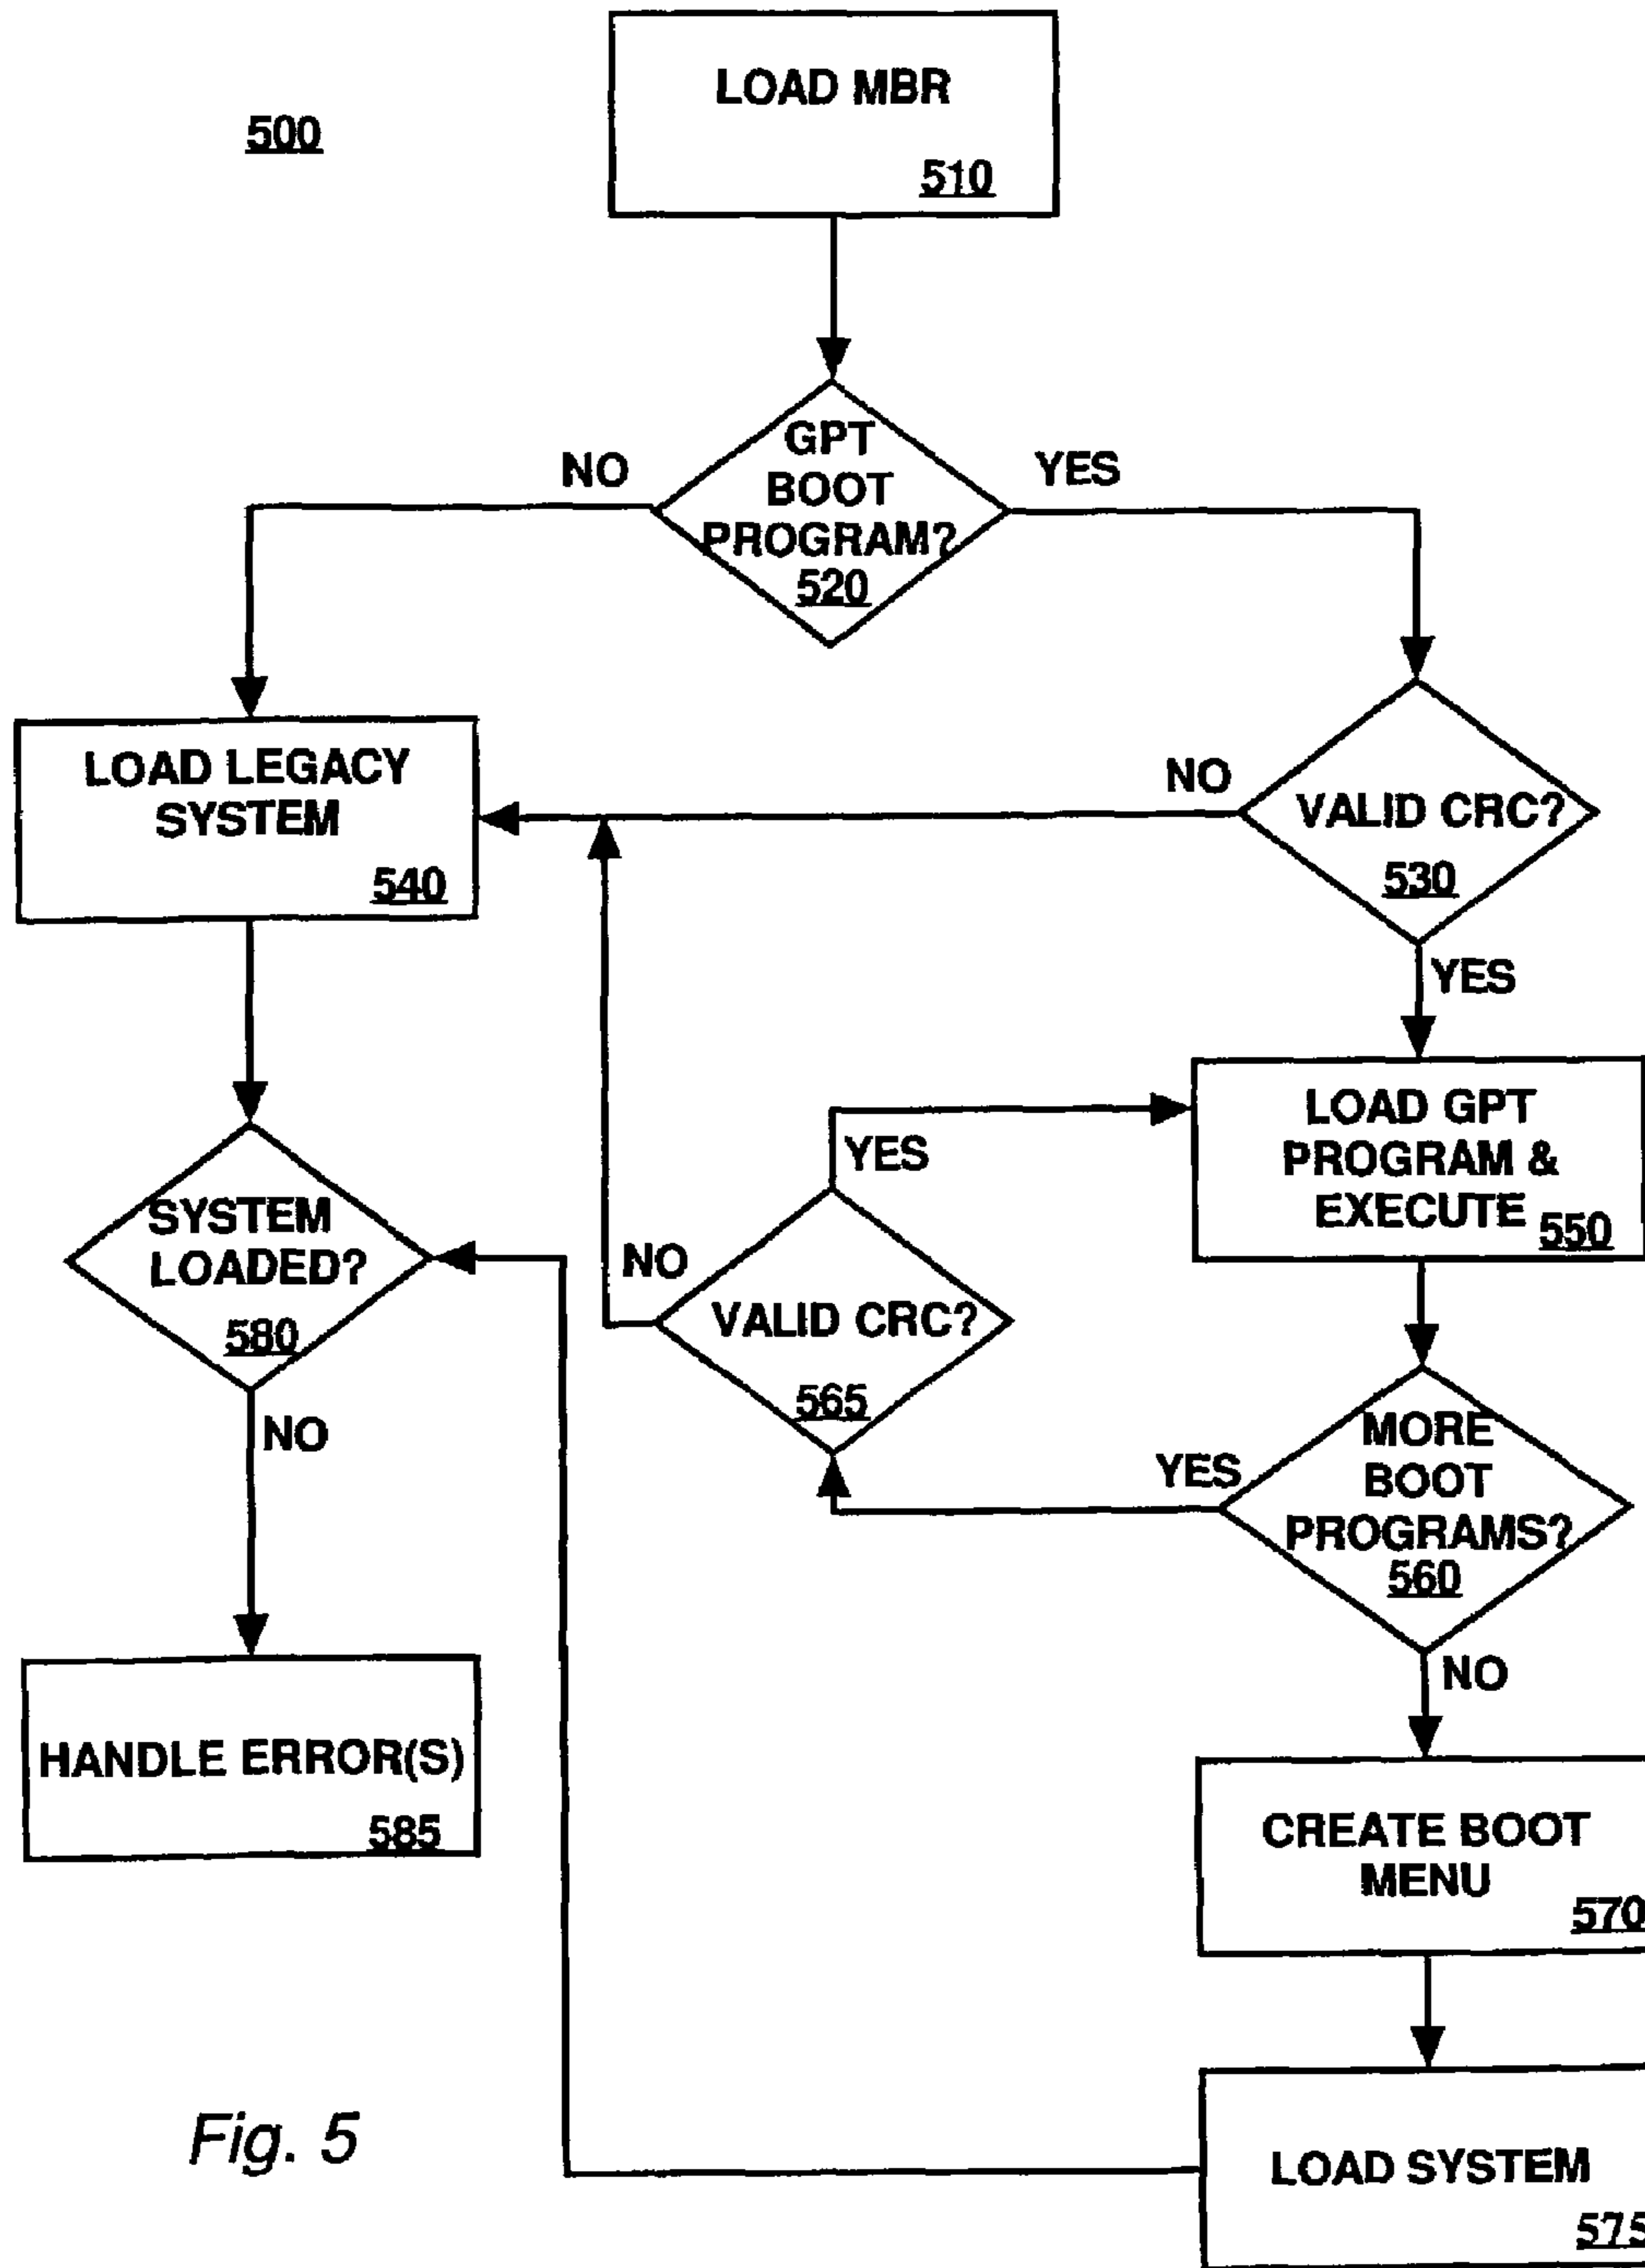 LOAD MBR
510
500
GPT
BOOT
PROGRAM?
520
NO
YES
LOAD LEGACY
SYSTEM
540
NO
VALID CRC?
530
YES
LOAD GPT
PROGRAM &
EXECUTE
550
YES
NO
VALID CRC?
565
SYSTEM
LOADED?
580
NO
MORE
BOOT
PROGRAMS?
560
YES
NO
HANDLE ERROR(S)
585
CREATE BOOT
MENU
570
LOAD SYSTEM
575
Fig. 5